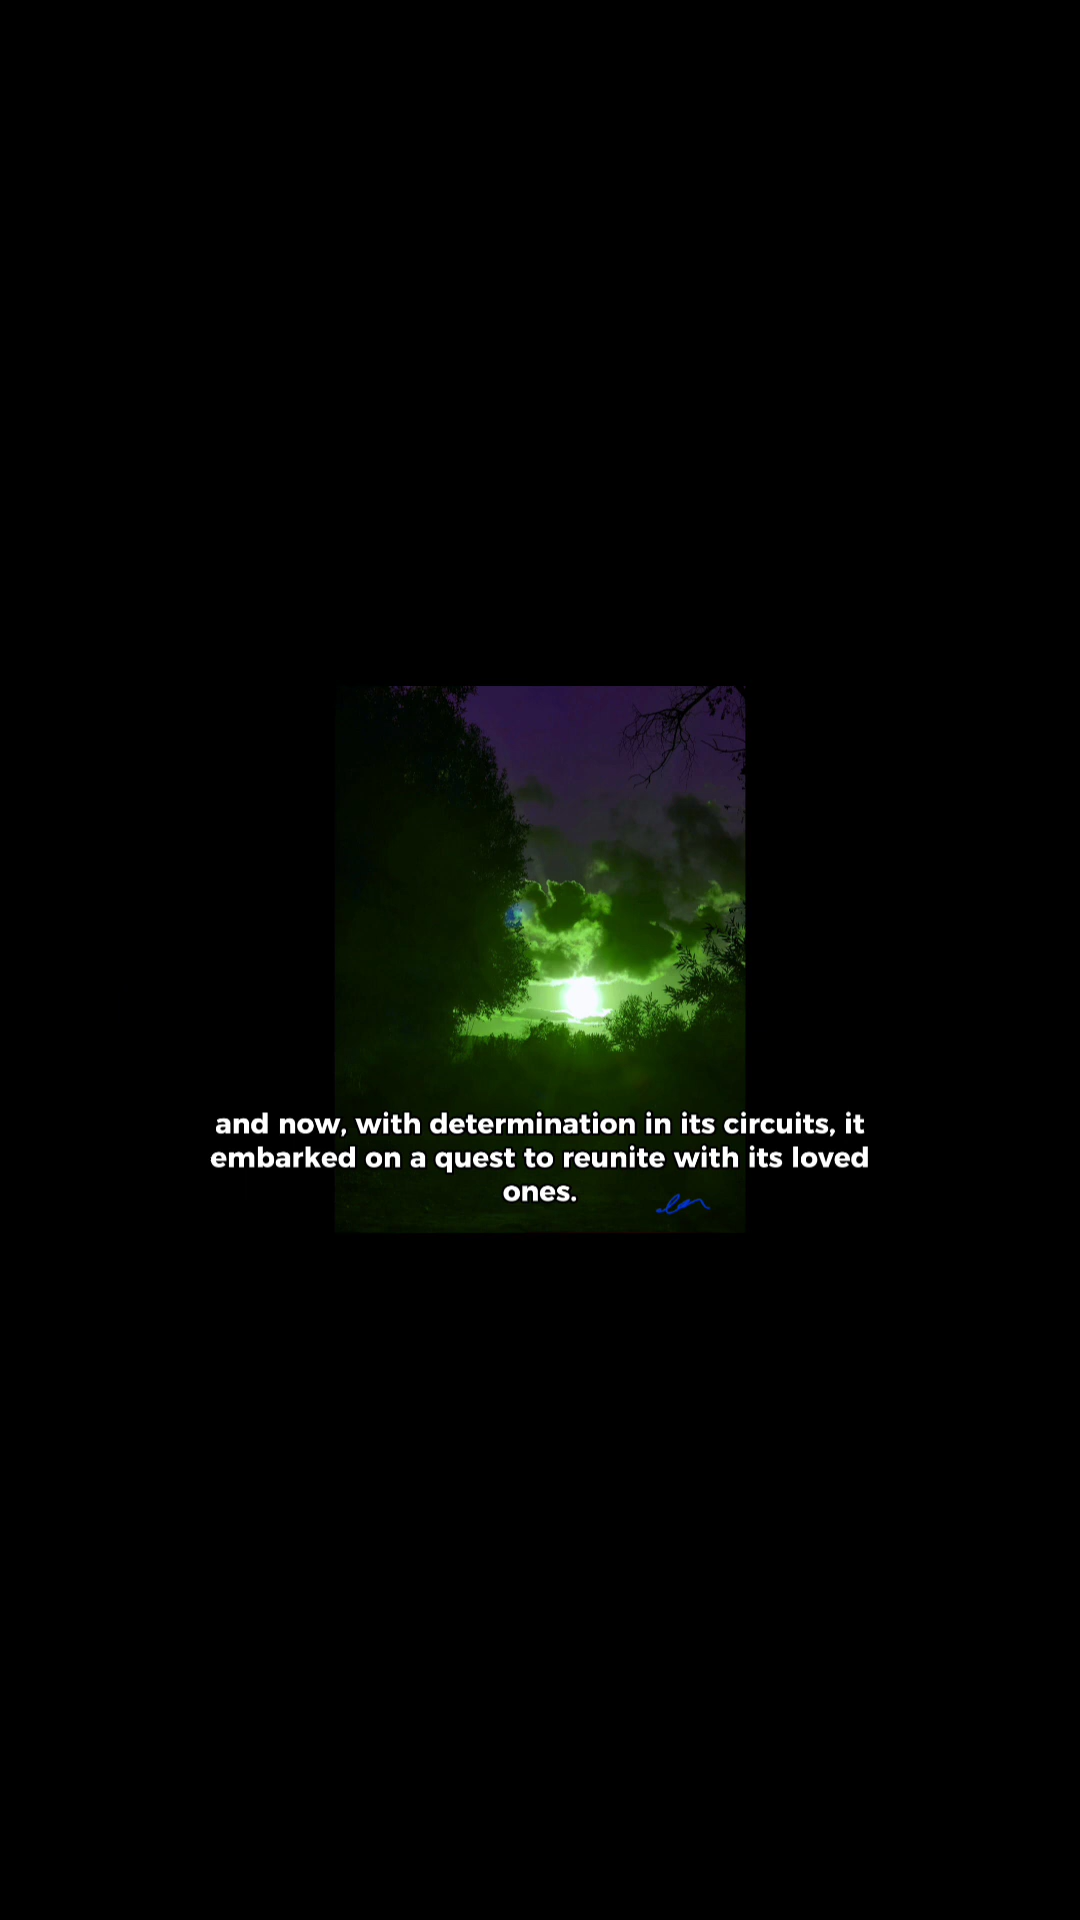 and now, with determination in its circuits, it
embarked on a quest to reunite with its loved
ones.